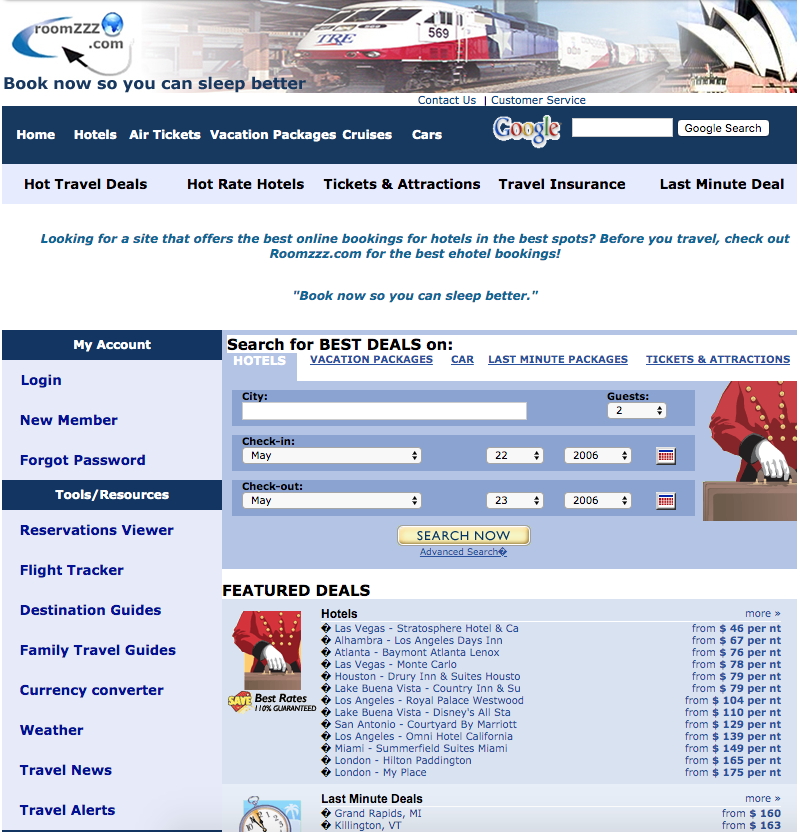 roomzzz
.com
TRE
569
Book now so you can sleep better
Contact Us | Customer Service
Home Hotels Air Tickets Vacation Packages Cruises Cars Google Google Search
Hot Travel Deals Hot Rate Hotels Tickets & Attractions Travel Insurance Last Minute Deal
Looking for a site that offers the best online bookings for hotels in the best spots? Before you travel, check out
Roomzzz.com for the best ehotel bookings!
"Book now so you can sleep better."
My Account
Login
New Member
Forgot Password
Tools/Resources
Reservations Viewer
Flight Tracker
Destination Guides
Family Travel Guides
Currency converter
Weather
Travel News
Travel Alerts
Search for BEST DEALS on:
HOTELS VACATION PACKAGES CAR LAST MINUTE PACKAGES TICKETS & ATTRACTIONS
City: Guests:
2
Check-in:
May 22 2006
Check-out:
May 23 2006
SEARCH NOW
Advanced Search�
FEATURED DEALS
SAVE Best Rates
110% GUARANTEED
Hotels more »
� Las Vegas - Stratosphere Hotel & Ca from $ 46 per nt
� Alhambra - Los Angeles Days Inn from $ 67 per nt
� Atlanta - Baymont Atlanta Lenox from $ 76 per nt
� Las Vegas - Monte Carlo from $ 78 per nt
� Houston - Drury Inn & Suites Housto from $ 79 per nt
� Lake Buena Vista - Country Inn & Su from $ 79 per nt
� Los Angeles - Royal Palace Westwood from $ 104 per nt
� Lake Buena Vista - Disney's All Sta from $ 110 per nt
� San Antonio - Courtyard By Marriott from $ 129 per nt
� Los Angeles - Omni Hotel California from $ 139 per nt
� Miami - Summerfield Suites Miami from $ 149 per nt
� London - Hilton Paddington from $ 165 per nt
� London - My Place from $ 175 per nt
Last Minute Deals more »
� Grand Rapids, MI from $ 160
� Killington, VT from $ 163